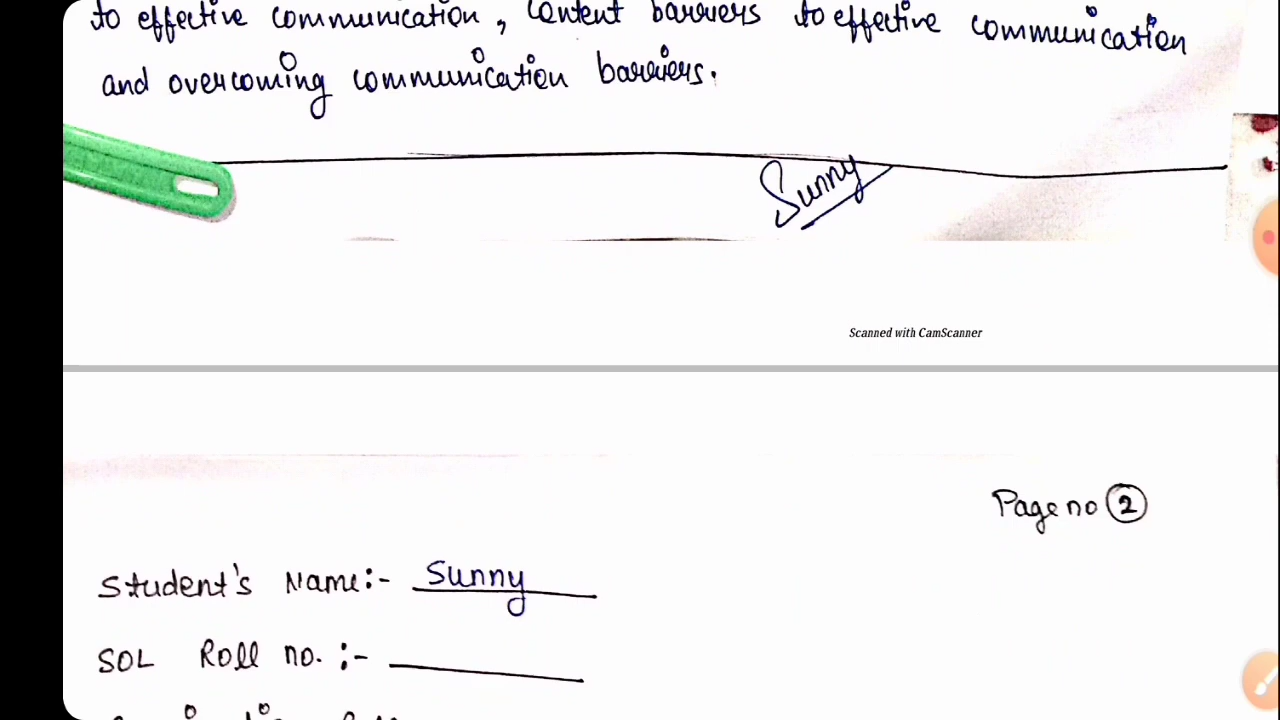 to effective communication, Content barriers to effective communication
and overcoming communication barriers.
Sunny
Scanned with CamScanner
Page no 2
Student's Name:- Sunny
SOL Roll no. :-